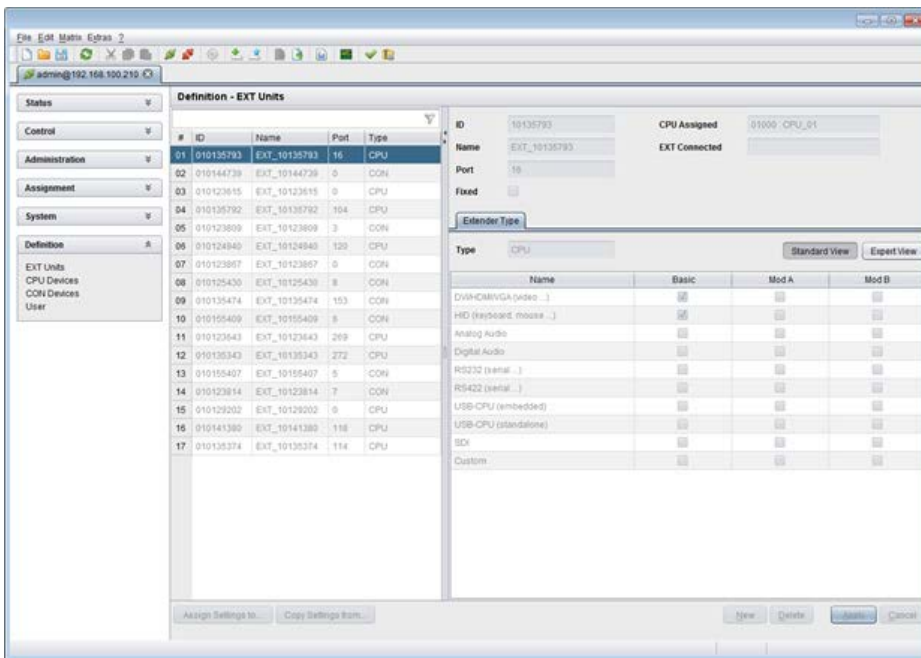 File Edit Matrix Extras ?
admin@192.168.100.210
Status
Control
Administration
Assignment
System
Definition
EXT Units
CPU Devices
CON Devices
User
Definition - EXT Units
# ID Name Port Type
01 010135793 EXT_10135793 16 CPU
02 010144739 EXT_10144739 0 CON
03 010123615 EXT_10123615 0 CPU
04 010135792 EXT_10135792 104 CPU
05 010123809 EXT_10123809 3 CON
06 010124940 EXT_10124940 120 CPU
07 010123867 EXT_10123867 0 CON
08 010125430 EXT_10125430 8 CON
09 010135474 EXT_10135474 153 CPU
10 010155409 EXT_10155409 6 CON
11 010123643 EXT_10123643 269 CPU
12 010135343 EXT_10135343 272 CPU
13 010155407 EXT_10155407 5 CON
14 010123814 EXT_10123814 7 CON
15 010129202 EXT_10129202 0 CPU
16 010141380 EXT_10141380 118 CPU
17 010135374 EXT_10135374 114 CPU
ID 10135793 CPU Assigned 01000 CPU_01
Name EXT_10135793 EXT Connected
Port 16
Fixed
Extender Type
Type CPU Standard View Expert View
Name Basic Mod A Mod B
DVI/HDMI/VGA (video ...)
HID (keyboard, mouse ...)
Analog Audio
Digital Audio
RS232 (serial ...)
RS422 (serial ...)
USB-CPU (embedded)
USB-CPU (standalone)
SDI
Custom
Assign Settings to... Copy Settings from... New Delete Apply Cancel